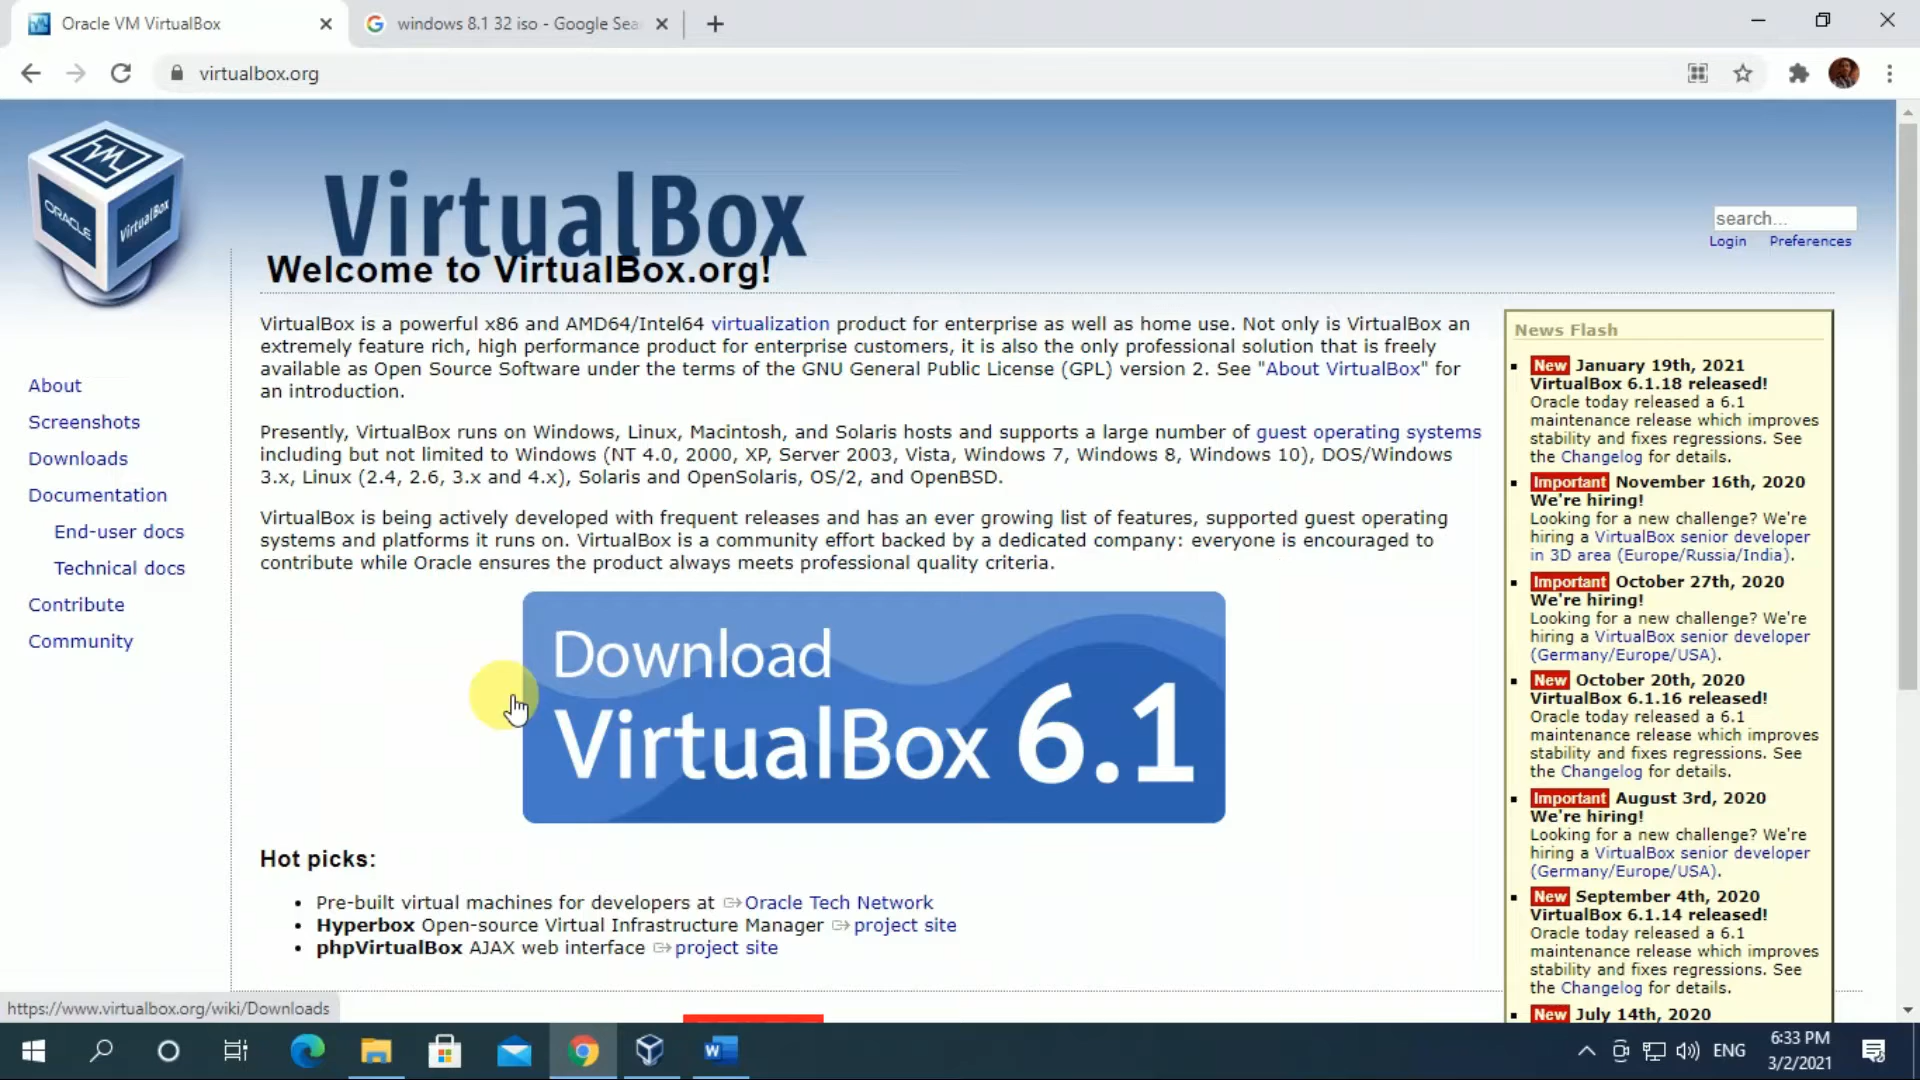 Oracle VM VirtualBox
windows 8.1 32 iso - Google Sea
virtualbox.org
ORACLE
VirtualBox
VirtualBox
search...
Login Preferences
Welcome to VirtualBox.org!
About
Screenshots
Downloads
Documentation
End-user docs
Technical docs
Contribute
Community
VirtualBox is a powerful x86 and AMD64/Intel64 virtualization product for enterprise as well as home use. Not only is VirtualBox an
extremely feature rich, high performance product for enterprise customers, it is also the only professional solution that is freely
available as Open Source Software under the terms of the GNU General Public License (GPL) version 2. See "About VirtualBox" for
an introduction.
Presently, VirtualBox runs on Windows, Linux, Macintosh, and Solaris hosts and supports a large number of guest operating systems
including but not limited to Windows (NT 4.0, 2000, XP, Server 2003, Vista, Windows 7, Windows 8, Windows 10), DOS/Windows
3.x, Linux (2.4, 2.6, 3.x and 4.x), Solaris and OpenSolaris, OS/2, and OpenBSD.
VirtualBox is being actively developed with frequent releases and has an ever growing list of features, supported guest operating
systems and platforms it runs on. VirtualBox is a community effort backed by a dedicated company: everyone is encouraged to
contribute while Oracle ensures the product always meets professional quality criteria.
Download
VirtualBox 6.1
Hot picks:
Pre-built virtual machines for developers at Oracle Tech Network
Hyperbox Open-source Virtual Infrastructure Manager project site
phpVirtualBox AJAX web interface project site
News Flash
New January 19th, 2021
VirtualBox 6.1.18 released!
Oracle today released a 6.1
maintenance release which improves
stability and fixes regressions. See
the Changelog for details.
Important November 16th, 2020
We're hiring!
Looking for a new challenge? We're
hiring a VirtualBox senior developer
in 3D area (Europe/Russia/India).
Important October 27th, 2020
We're hiring!
Looking for a new challenge? We're
hiring a VirtualBox senior developer
(Germany/Europe/USA).
New October 20th, 2020
VirtualBox 6.1.16 released!
Oracle today released a 6.1
maintenance release which improves
stability and fixes regressions. See
the Changelog for details.
Important August 3rd, 2020
We're hiring!
Looking for a new challenge? We're
hiring a VirtualBox senior developer
(Germany/Europe/USA).
New September 4th, 2020
VirtualBox 6.1.14 released!
Oracle today released a 6.1
maintenance release which improves
stability and fixes regressions. See
the Changelog for details.
New July 14th, 2020
https://www.virtualbox.org/wiki/Downloads
W
ENG
6:33 PM
3/2/2021